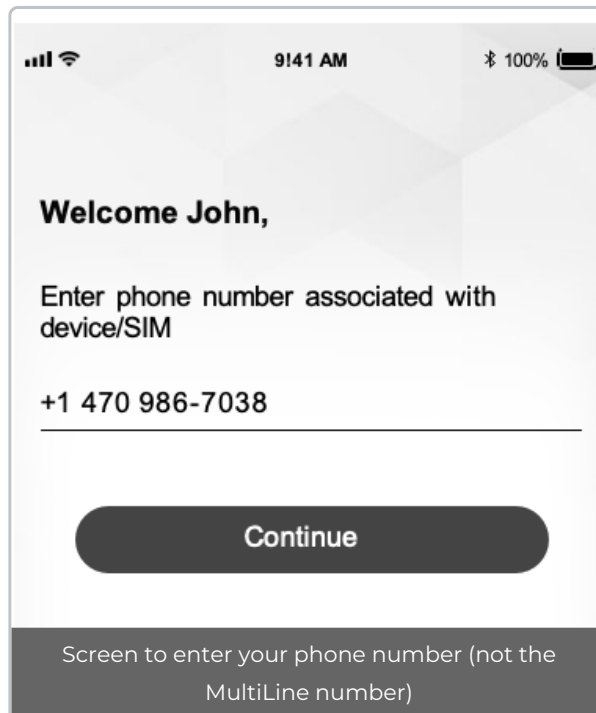 9:41 AM 100%
Welcome John,
Enter phone number associated with
device/SIM
+1 470 986-7038
Continue
Screen to enter your phone number (not the
MultiLine number)